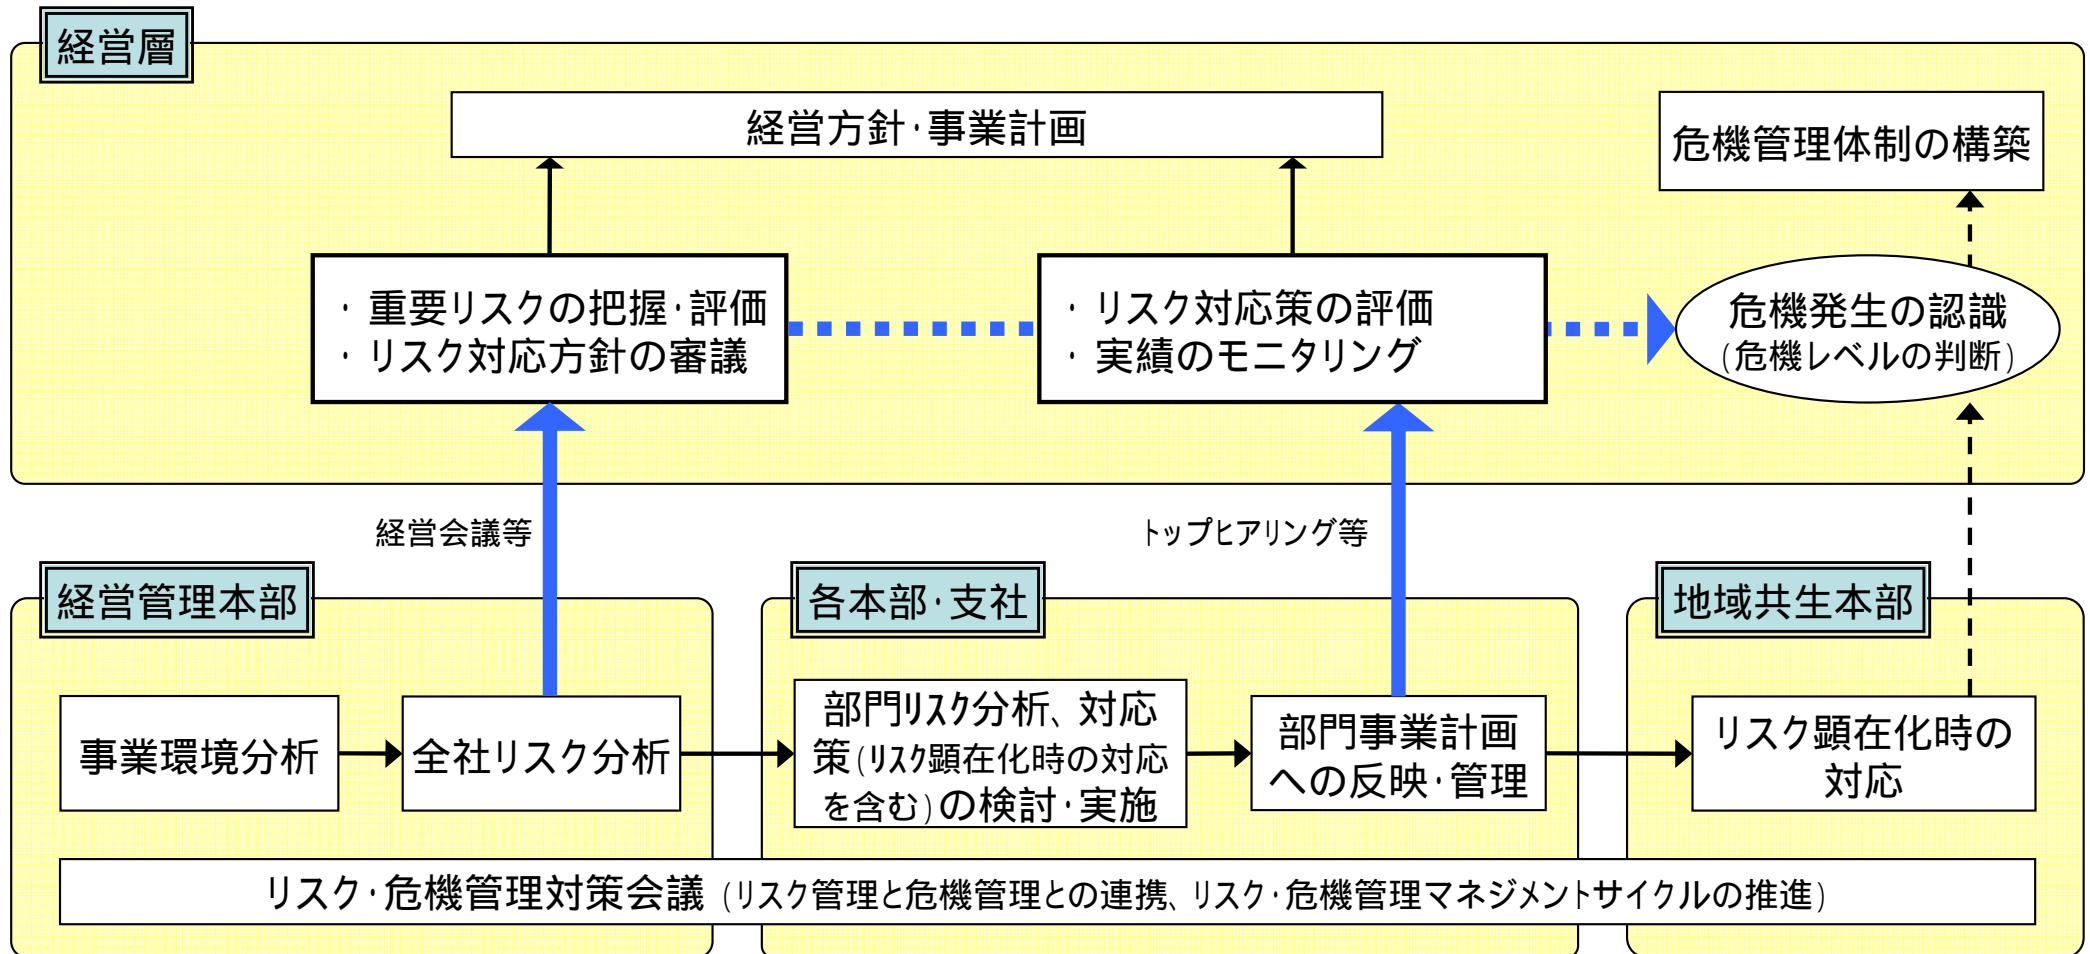 経営層
経営方針・事業計画
危機管理体制の構築
・ 重要リスクの把握・評価
・ リスク対応方針の審議
・ リスク対応策の評価
・ 実績のモニタリング
危機発生の認識
(危機レベルの判断)
経営会議等
トップヒアリング等
経営管理本部
各本部・支社
地域共生本部
事業環境分析
全社リスク分析
部門リスク分析、対応
策(リスク顕在化時の対応
を含む)の検討・実施
部門事業計画
への反映・管理
リスク顕在化時の
対応
リスク・危機管理対策会議 (リスク管理と危機管理との連携、リスク・危機管理マネジメントサイクルの推進)